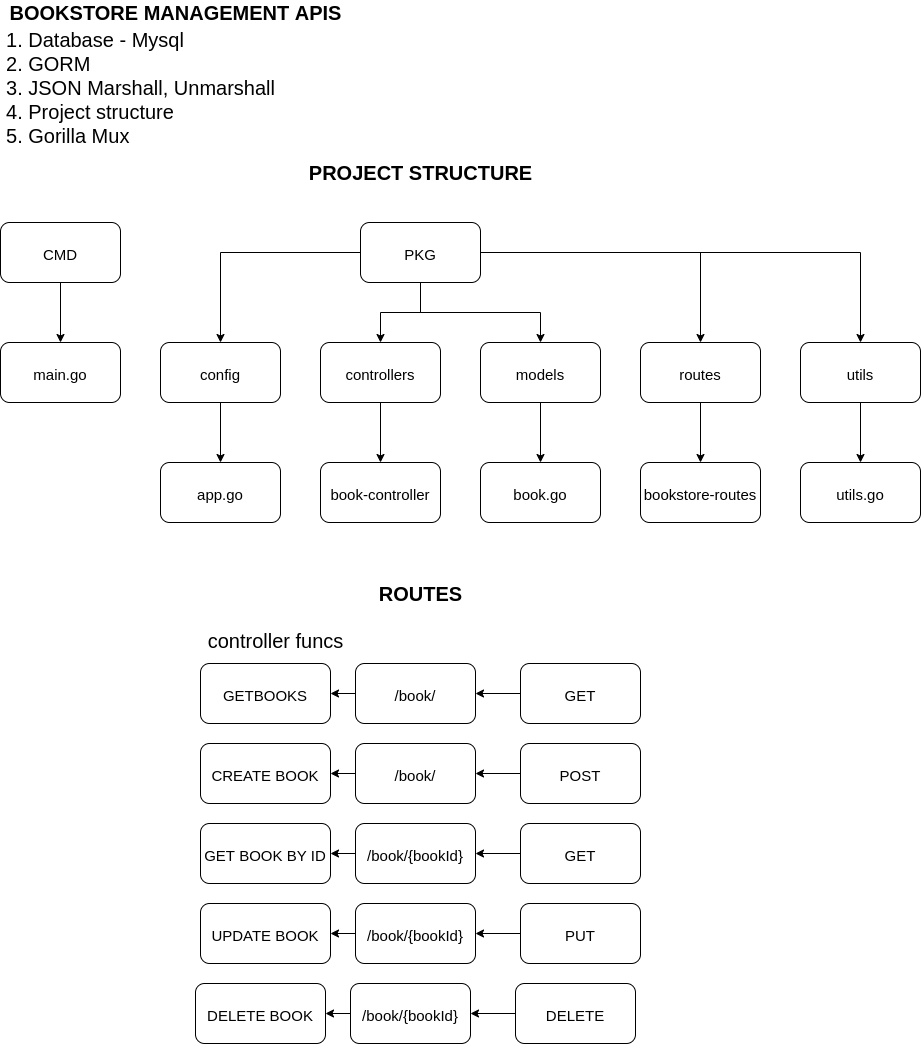 BOOKSTORE MANAGEMENT APIS
1. Database - Mysql
2. GORM
3. JSON Marshall, Unmarshall
4. Project structure
5. Gorilla Mux
PROJECT STRUCTURE
CMD
PKG
main.go
config
controllers
models
routes
utils
app.go
book-controller
book.go
bookstore-routes
utils.go
ROUTES
controller funcs
GETBOOKS
/book/
GET
CREATE BOOK
/book/
POST
GET BOOK BY ID
/book/{bookId}
GET
UPDATE BOOK
/book/{bookId}
PUT
DELETE BOOK
/book/{bookId}
DELETE